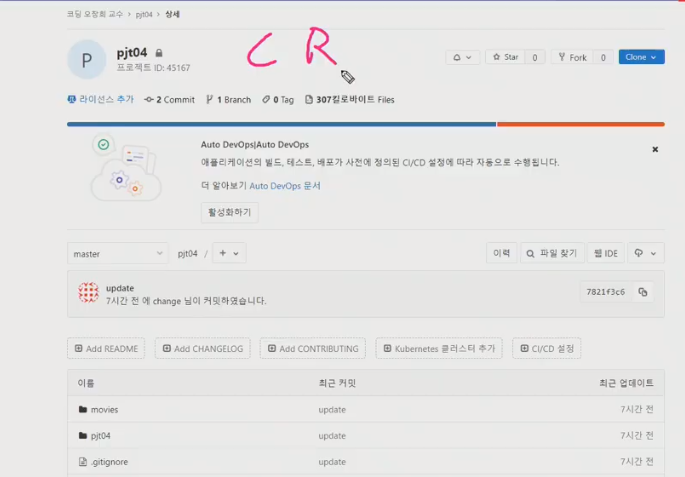 코딩 오창희 교수 > pjt04 > 상세
P
pjt04
프로젝트 ID: 45167
C R
Star 0
Fork 0
Clone
라이선스 추가 2 Commit 1 Branch 0 Tag 307킬로바이트 Files
Auto DevOps|Auto DevOps
애플리케이션의 빌드, 테스트, 배포가 사전에 정의된 CI/CD 설정에 따라 자동으로 수행됩니다.
더 알아보기 Auto DevOps 문서
활성화하기
master pjt04 / + 이력 파일 찾기 웹 IDE
update
7시간 전 에 change 님이 커밋하였습니다.
7821f3c6
Add README Add CHANGELOG Add CONTRIBUTING Kubernetes 클러스터 추가 CI/CD 설정
이름 최근 커밋 최근 업데이트
movies update 7시간 전
pjt04 update 7시간 전
.gitignore update 7시간 전